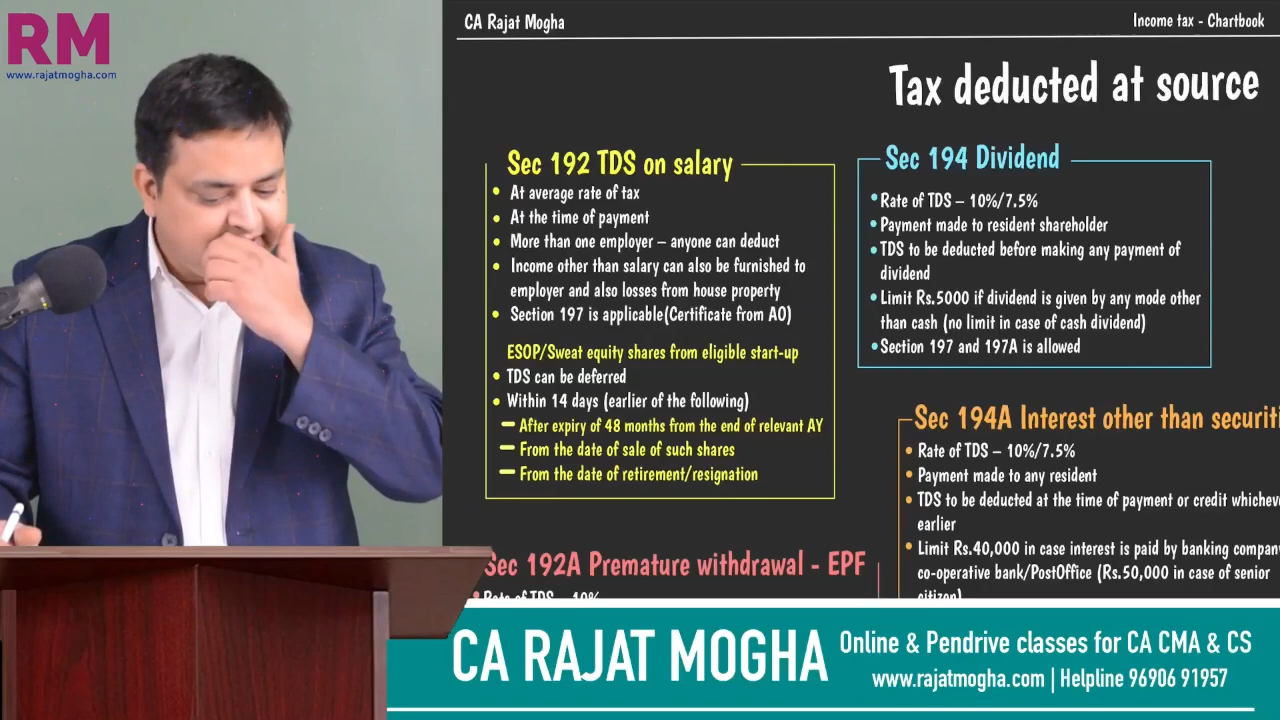 RM
www.rajatmogha.com
CA Rajat Mogha
Income tax - Chartbook
Tax deducted at source
Sec 192 TDS on salary
• At average rate of tax
• At the time of payment
• More than one employer – anyone can deduct
• Income other than salary can also be furnished to
employer and also losses from house property
• Section 197 is applicable(Certificate from AO)
ESOP/Sweat equity shares from eligible start-up
• TDS can be deferred
• Within 14 days (earlier of the following)
– After expiry of 48 months from the end of relevant AY
– From the date of sale of such shares
– From the date of retirement/resignation
Sec 192A Premature withdrawal - EPF
• Rate of TDS – 10%
Sec 194 Dividend
• Rate of TDS – 10%/7.5%
• Payment made to resident shareholder
• TDS to be deducted before making any payment of
dividend
• Limit Rs.5000 if dividend is given by any mode other
than cash (no limit in case of cash dividend)
• Section 197 and 197A is allowed
Sec 194A Interest other than securiti
• Rate of TDS – 10%/7.5%
• Payment made to any resident
• TDS to be deducted at the time of payment or credit whicheve
earlier
• Limit Rs.40,000 in case interest is paid by banking company
co-operative bank/PostOffice (Rs.50,000 in case of senior
citizen)
CA RAJAT MOGHA
Online & Pendrive classes for CA CMA & CS
www.rajatmogha.com | Helpline 96906 91957